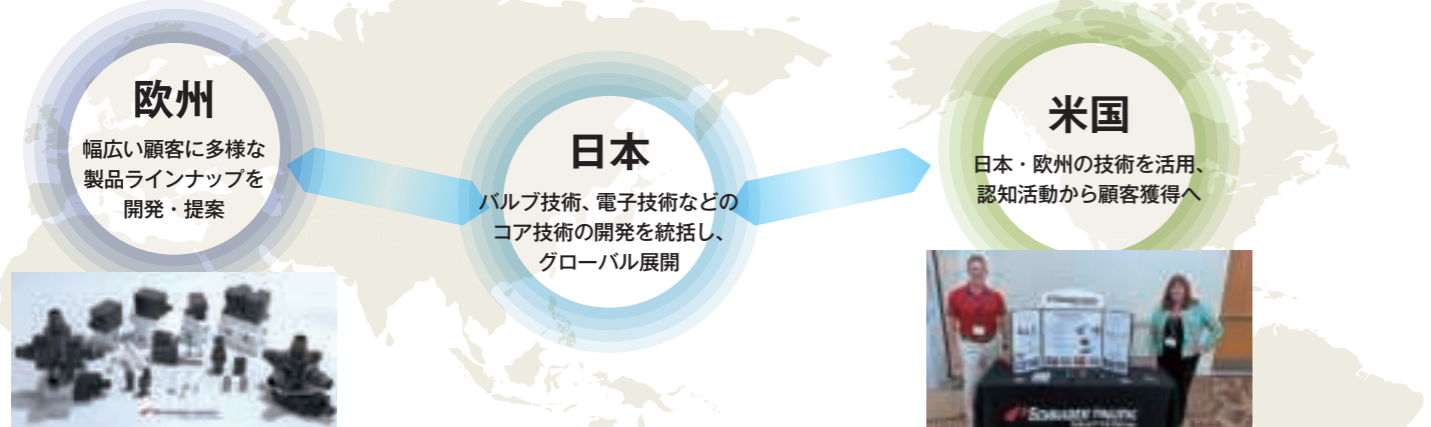 欧州
幅広い顧客に多様な
製品ラインナップを
開発・提案
日本
バルブ技術、電子技術などの
コア技術の開発を統括し、
グローバル展開
米国
日本・欧州の技術を活用、
認知活動から顧客獲得へ
SCHRADER PACIFIC